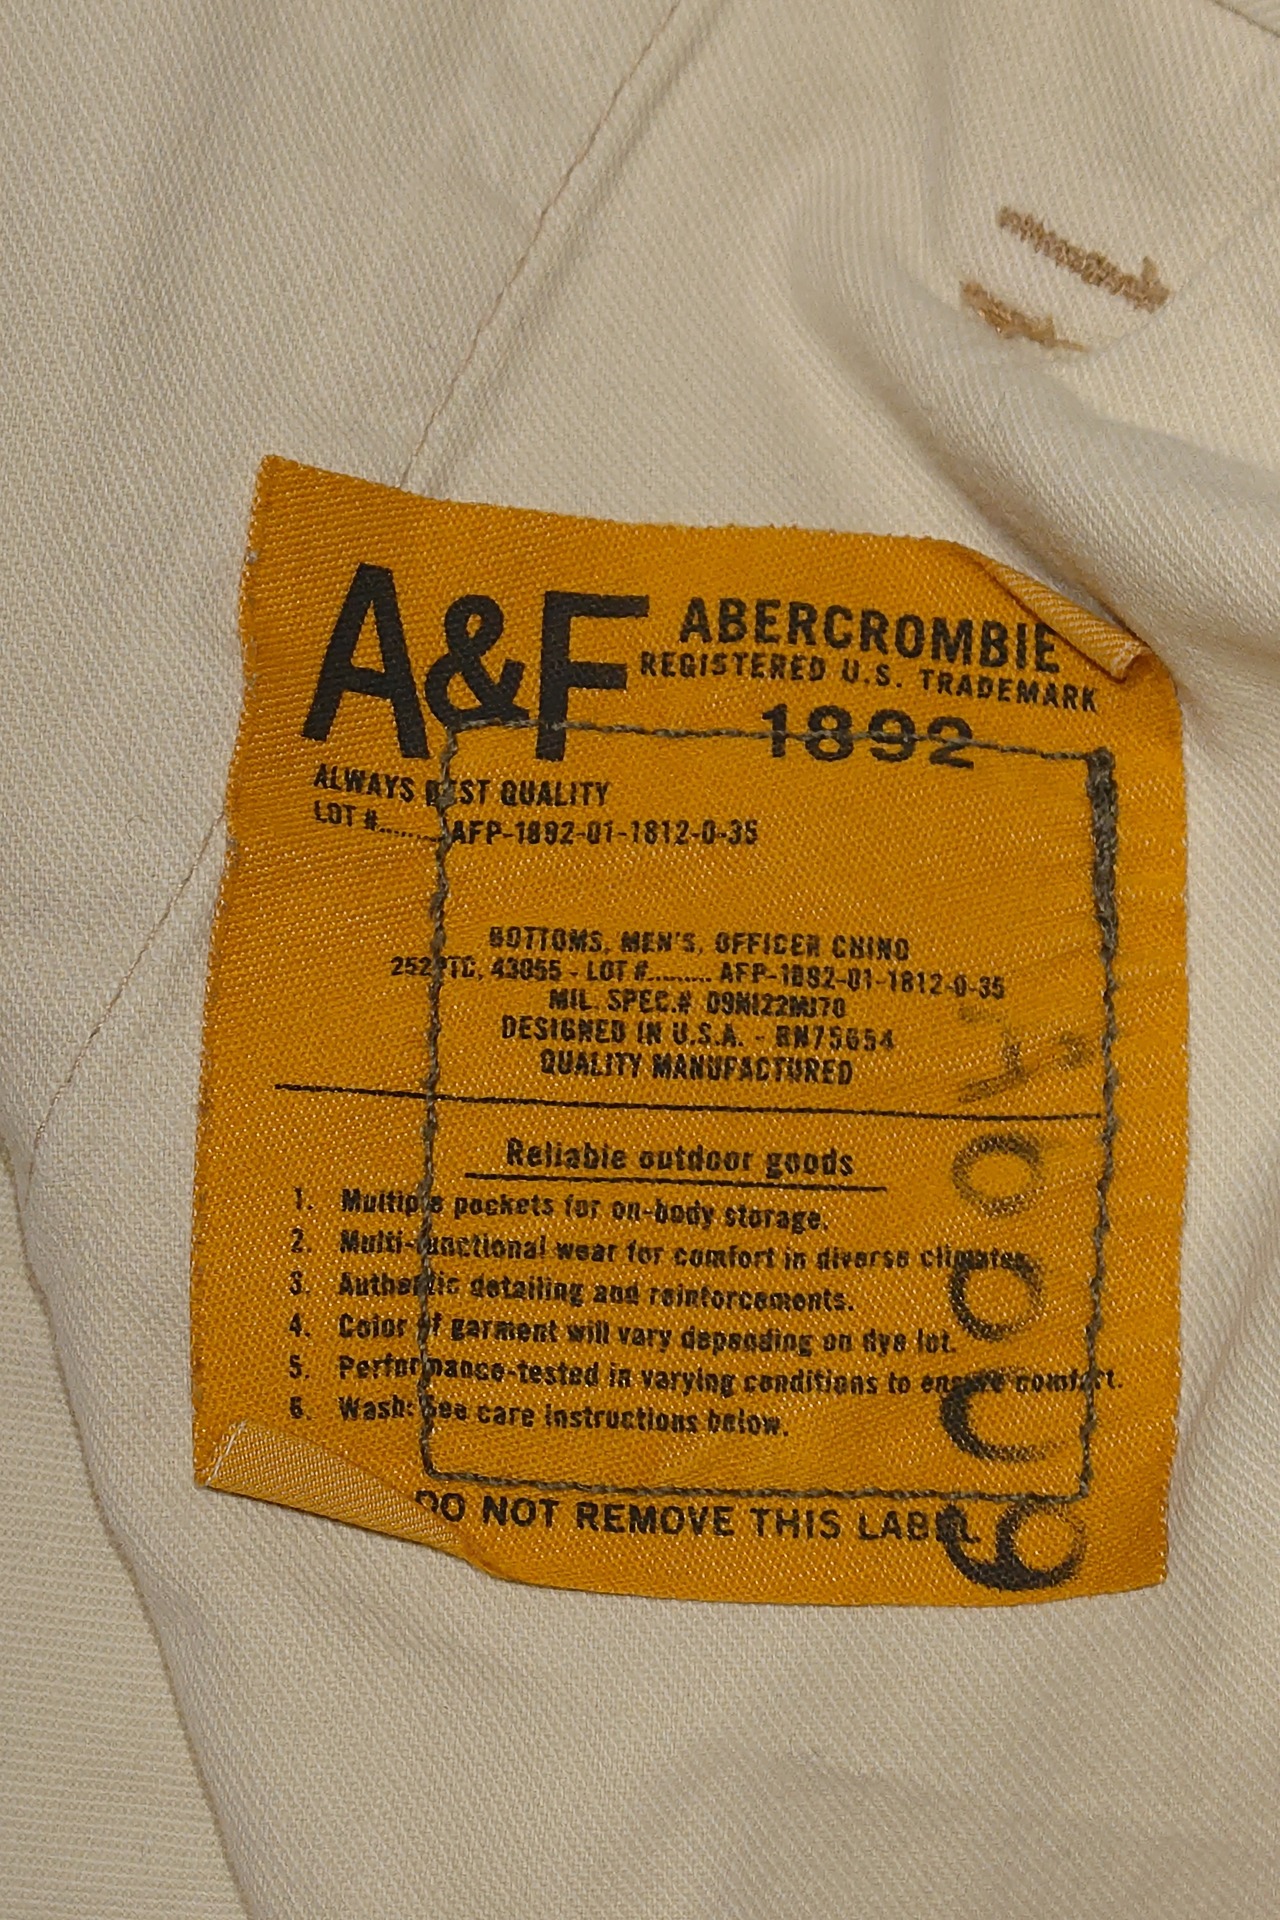 A&F ABERCROMBIE
REGISTERED U.S. TRADEMARK
1892
ALWAYS BEST QUALITY
LOT #......... AFP-1892-01-1812-0-35
BOTTOMS, MEN'S, OFFICER CHINO
252 PTC, 43055 - LOT #......... AFP-1892-01-1812-0-35
MIL. SPEC.# 09NI22MJ70
DESIGNED IN U.S.A. - RN75654
QUALITY MANUFACTURED
Reliable outdoor goods
1. Multiple pockets for on-body storage.
2. Multi-functional wear for comfort in diverse climates.
3. Authentic detailing and reinforcements.
4. Color of garment will vary depending on dye lot.
5. Performance-tested in varying conditions to ensure comfort.
6. Wash: See care instructions below.
DO NOT REMOVE THIS LABEL